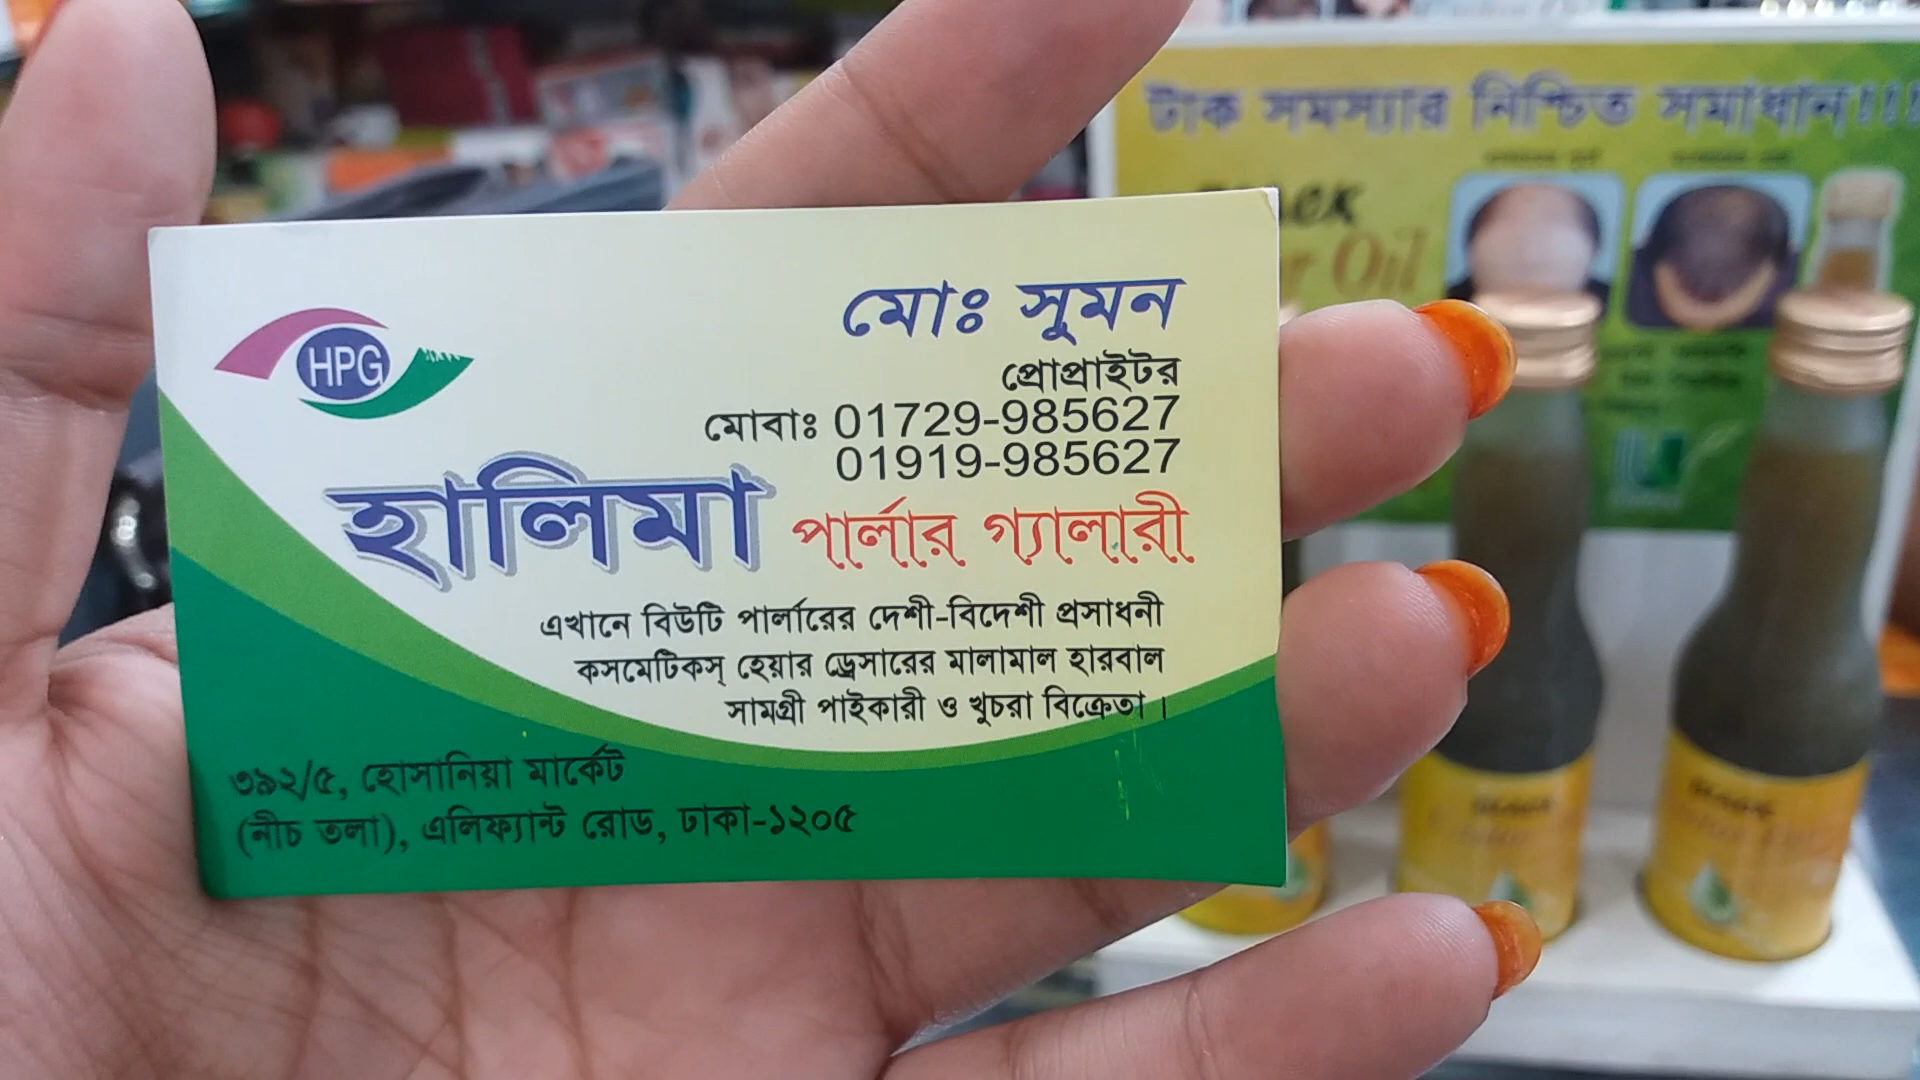 টাক সমস্যার নিশ্চিত সমাধান!!!
Oil
HPG
মোঃ সুমন
প্রোপ্রাইটর
মোবাঃ 01729-985627
01919-985627
হালিমা পার্লার গ্যালারী
এখানে বিউটি পার্লারের দেশী-বিদেশী প্রসাধনী
কসমেটিকস্ হেয়ার ড্রেসারের মালামাল হারবাল
সামগ্রী পাইকারী ও খুচরা বিক্রেতা।
৩৯২/৫, হোসানিয়া মার্কেট
(নীচ তলা), এলিফ্যান্ট রোড, ঢাকা-১২০৫